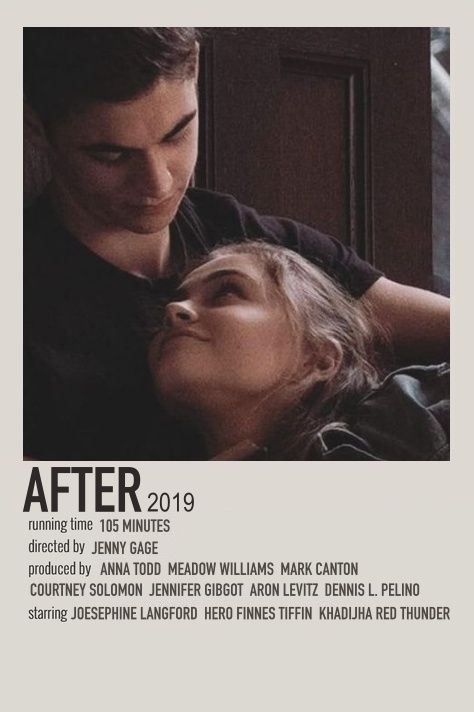 AFTER 2019
running time 105 MINUTES
directed by JENNY GAGE
produced by ANNA TODD MEADOW WILLIAMS MARK CANTON
COURTNEY SOLOMON JENNIFER GIBGOT ARON LEVITZ DENNIS L. PELINO
starring JOESEPHINE LANGFORD HERO FINNES TIFFIN KHADIJHA RED THUNDER